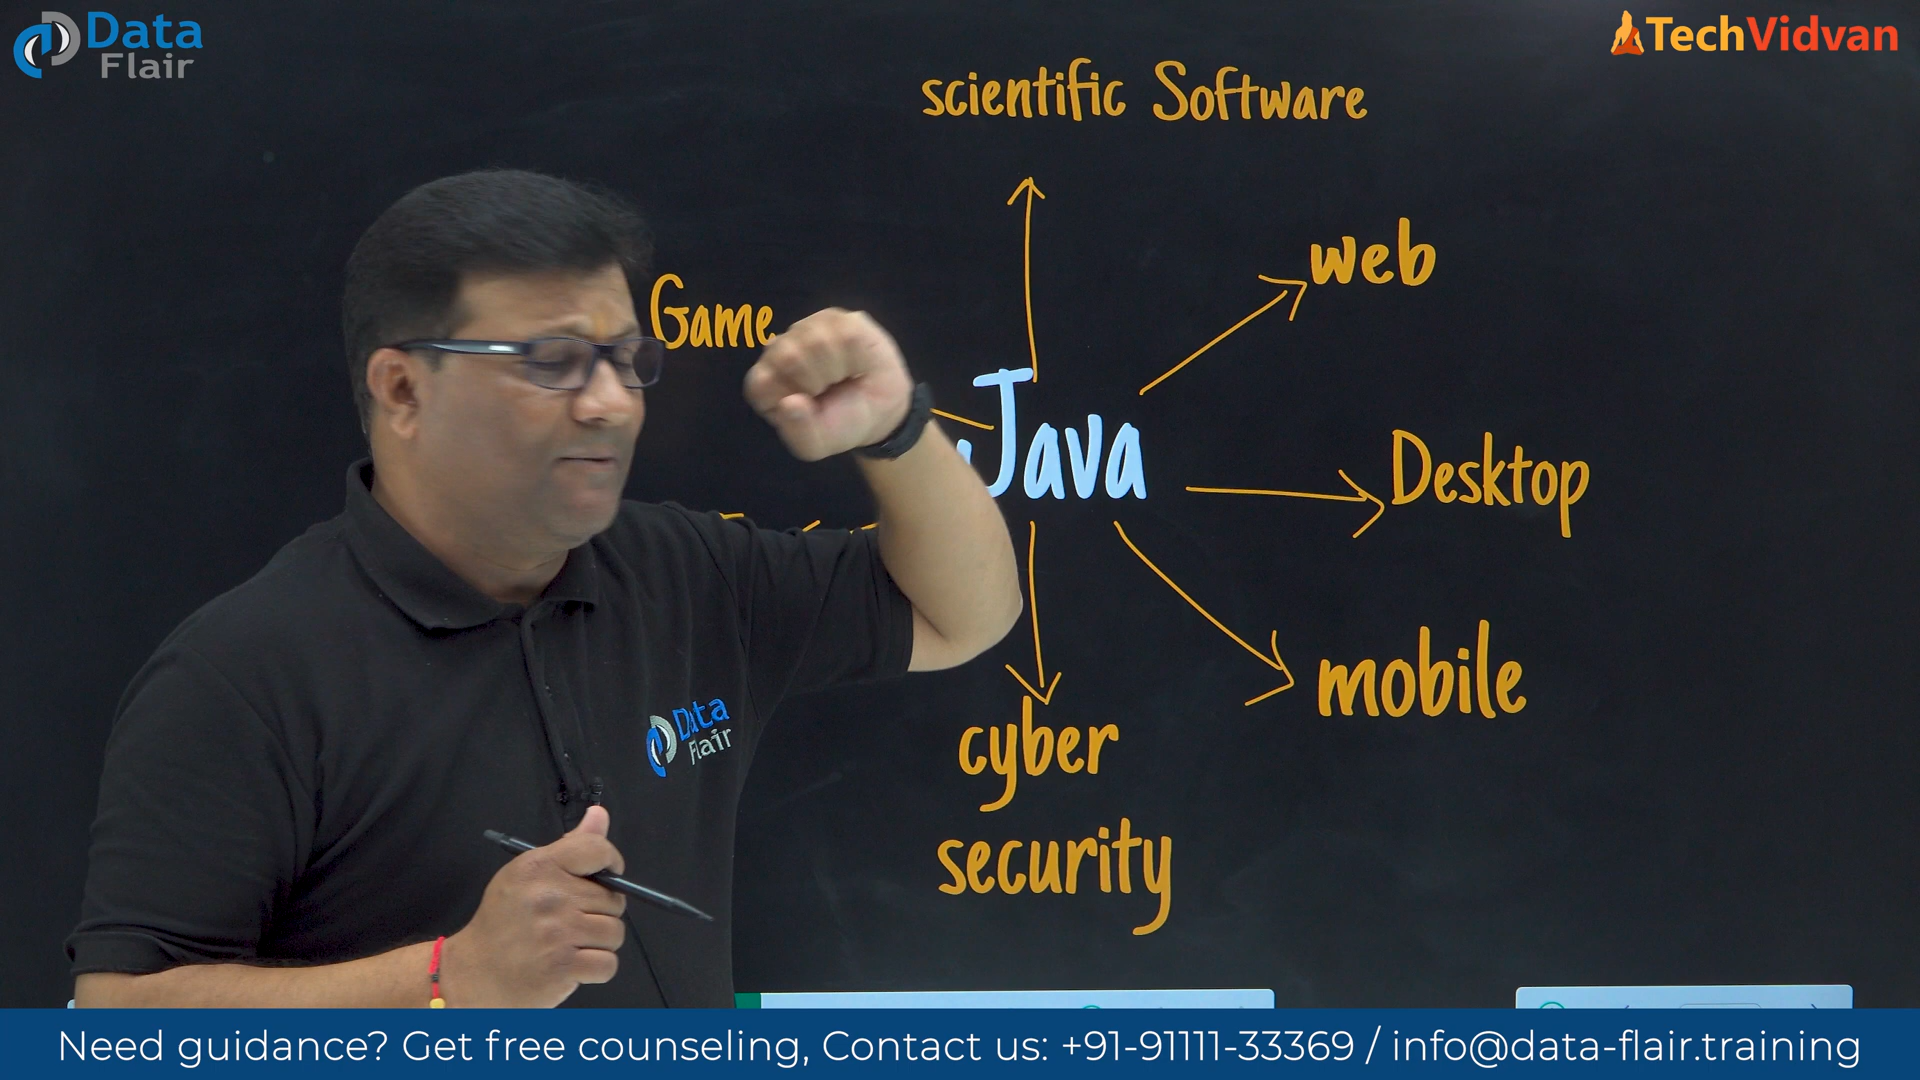 Data
Flair
TechVidvan
scientific Software
web
Game
Java
Desktop
mobile
cyber
security
Data
Flair
Need guidance? Get free counseling, Contact us: +91-91111-33369 / info@data-flair.training